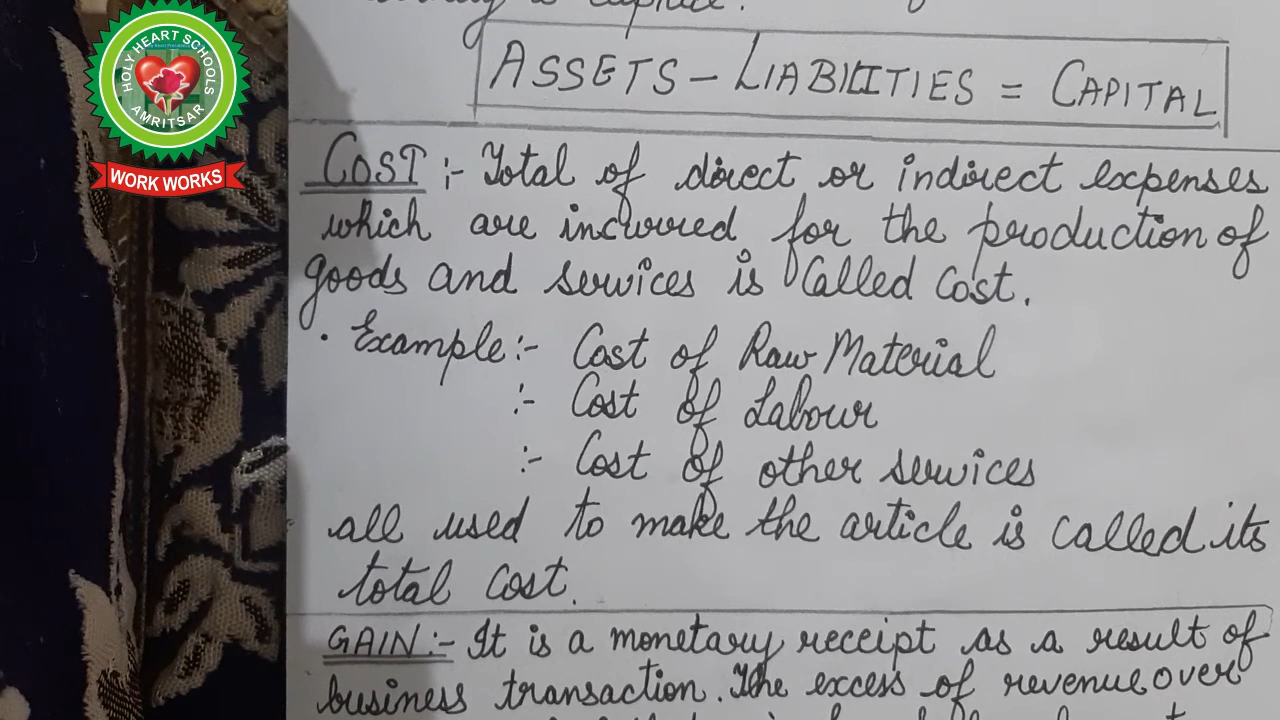 is capital.
ASSETS – LIABILITIES = CAPITAL
COST :- Total of direct or indirect expenses
which are incurred for the production of
goods and services is called cost.
• Example :- Cost of Raw Material
:- Cost of Labour
:- Cost of other services
all used to make the article is called its
total cost.
GAIN :- It is a monetary receipt as a result of
business transaction. The excess of revenue over
HOLY HEART SCHOOLS
AMRITSAR
WORK WORKS